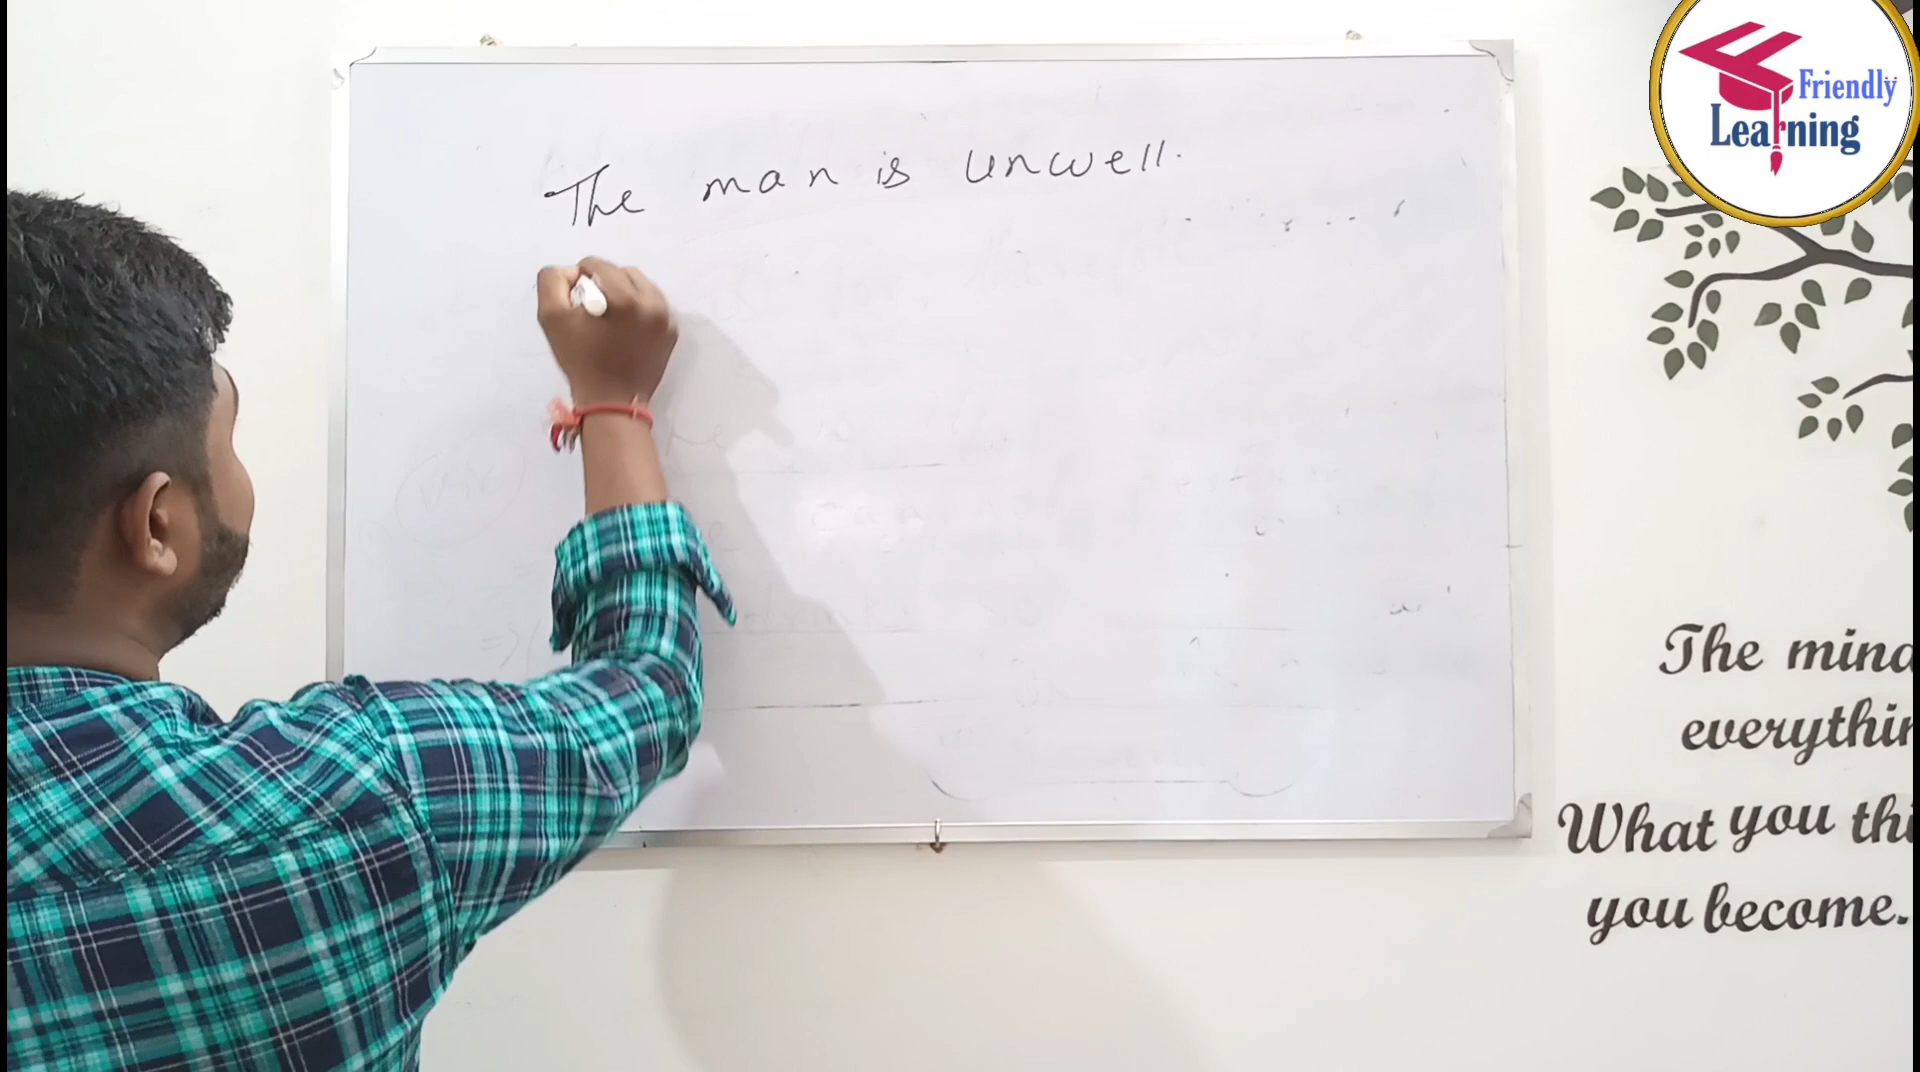 The man is unwell.
Friendly
Learning
The mind
everythin
What you thi
you become.